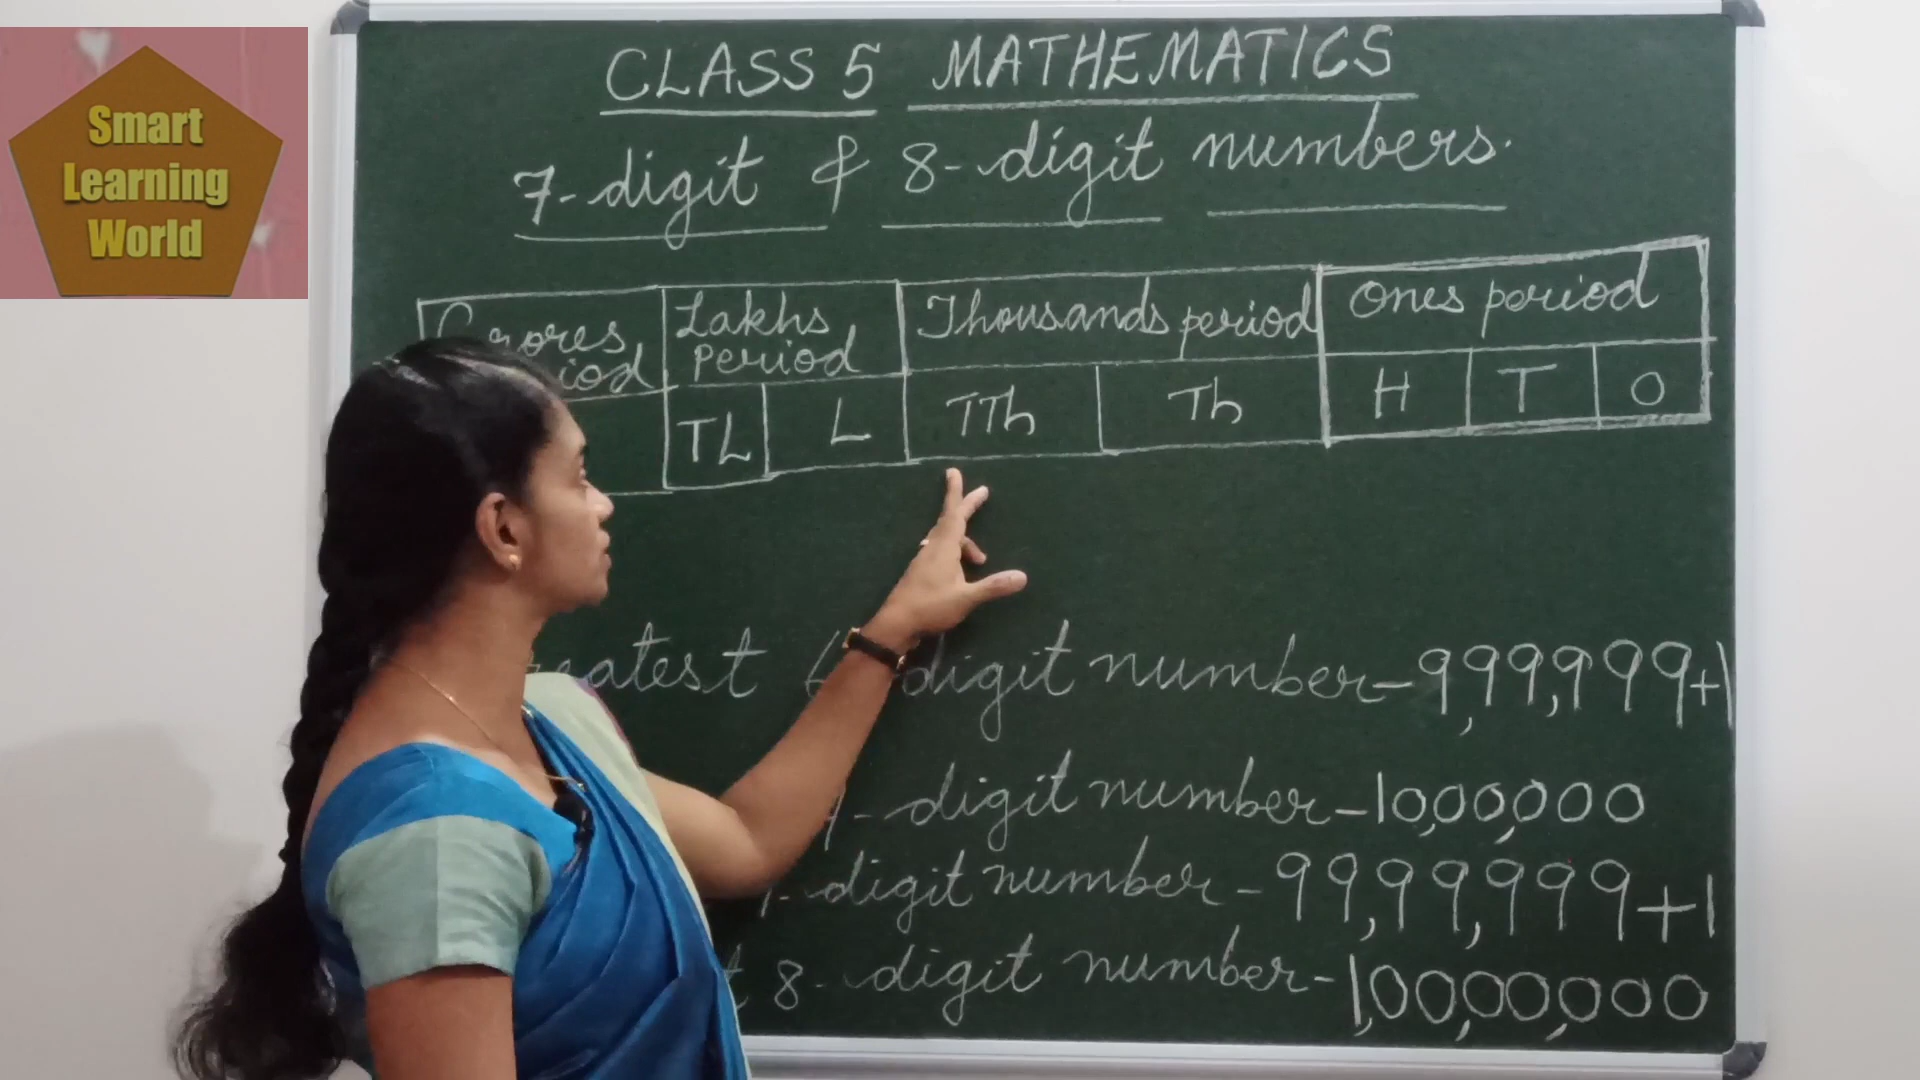 Smart
Learning
World
CLASS 5 MATHEMATICS
7-digit & 8-digit numbers.
Lakhs period
Thousands period
Ones period
TL
L
TTh
Th
H
T
O
digit number-9,99,999+1
-digit number-10,00,000
-digit number-99,99,999+1
8-digit number-1,00,00,000